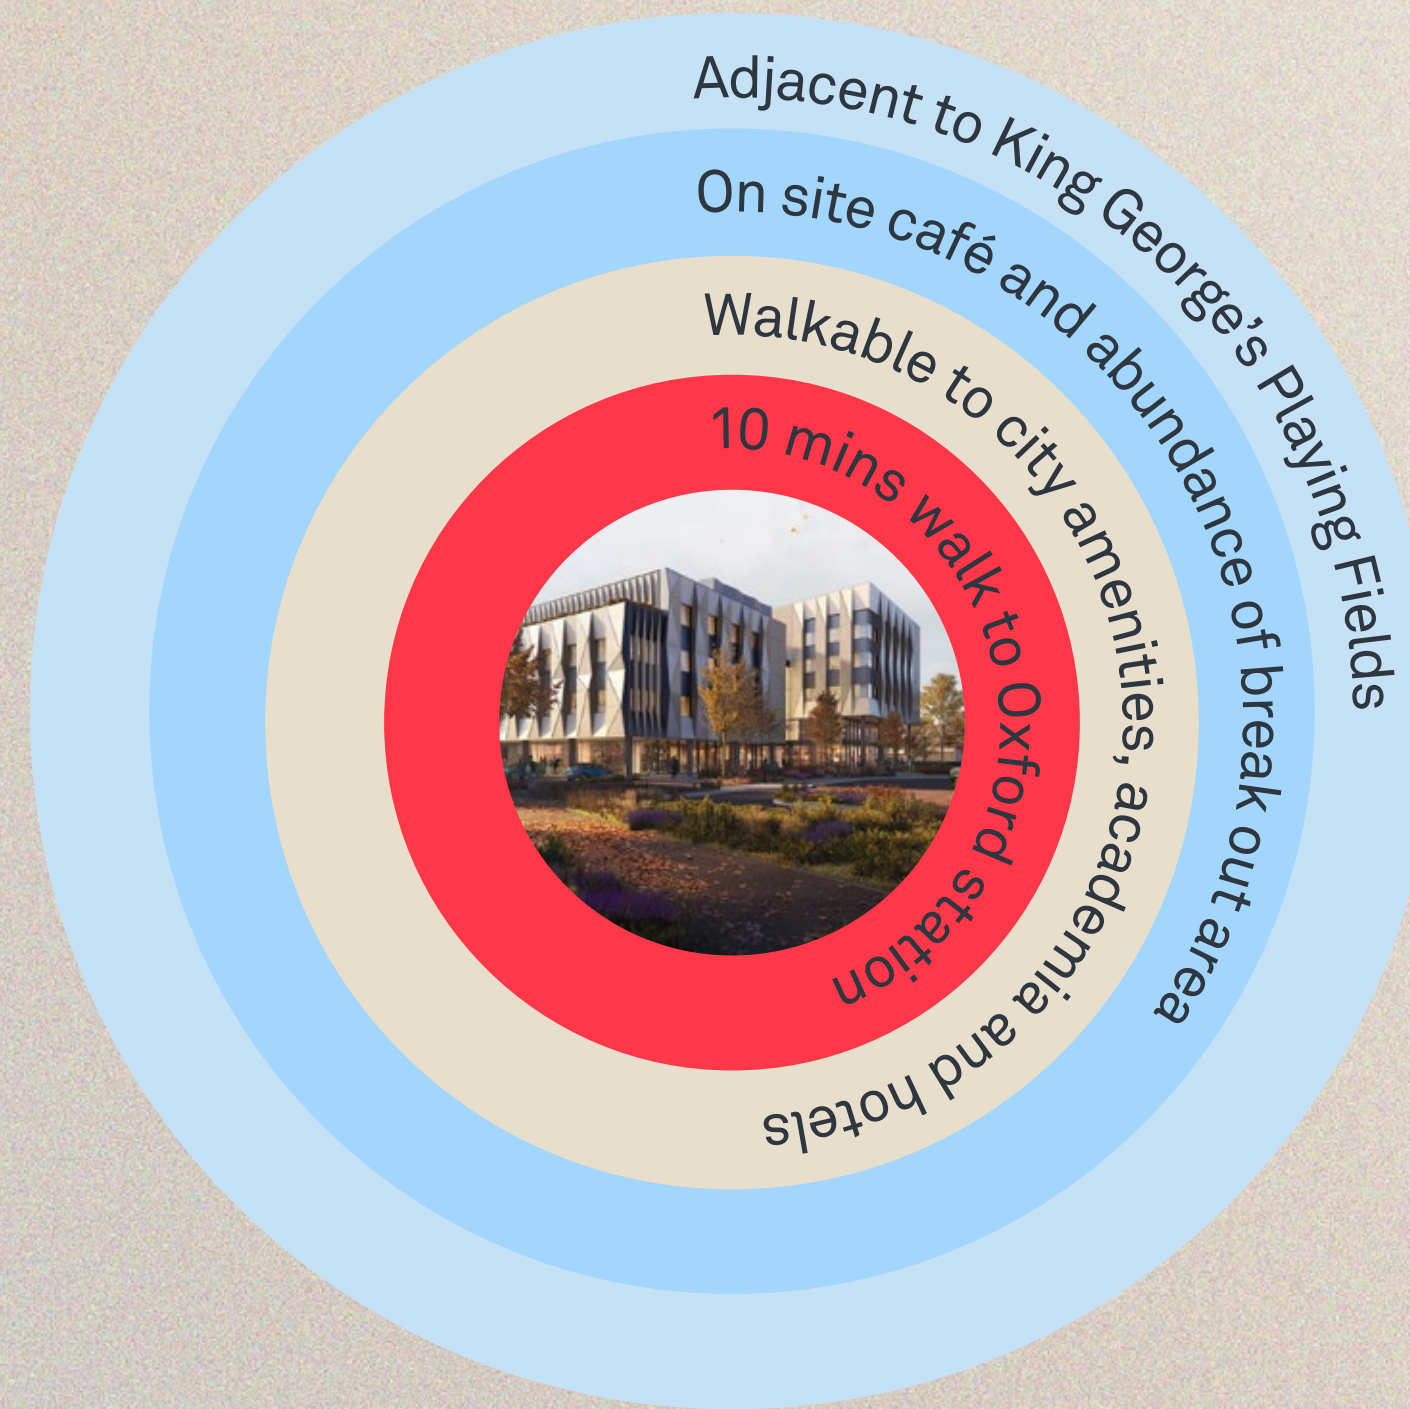 Adjacent to King George’s Playing Fields
On site café and abundance of break out area
Walkable to city amenities, academia and hotels
10 mins walk to Oxford station